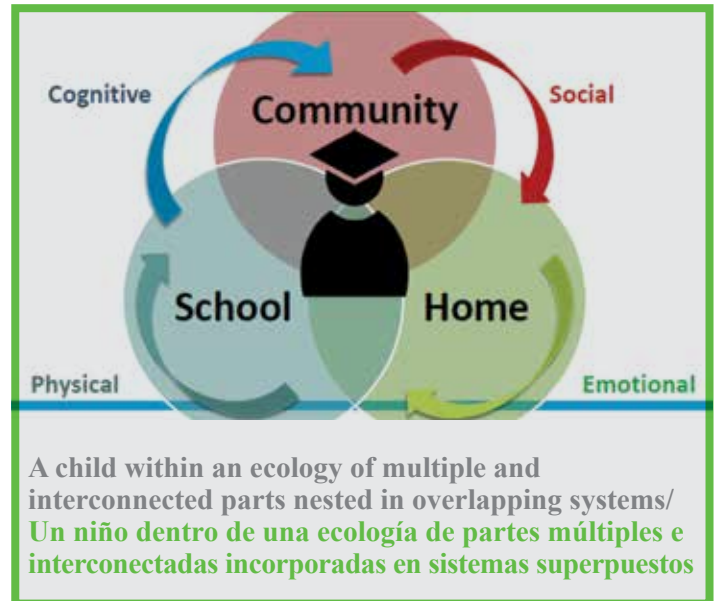 Cognitive
Social
Community
School
Home
Physical
Emotional
A child within an ecology of multiple and
interconnected parts nested in overlapping systems/
Un niño dentro de una ecología de partes múltiples e
interconectadas incorporadas en sistemas superpuestos